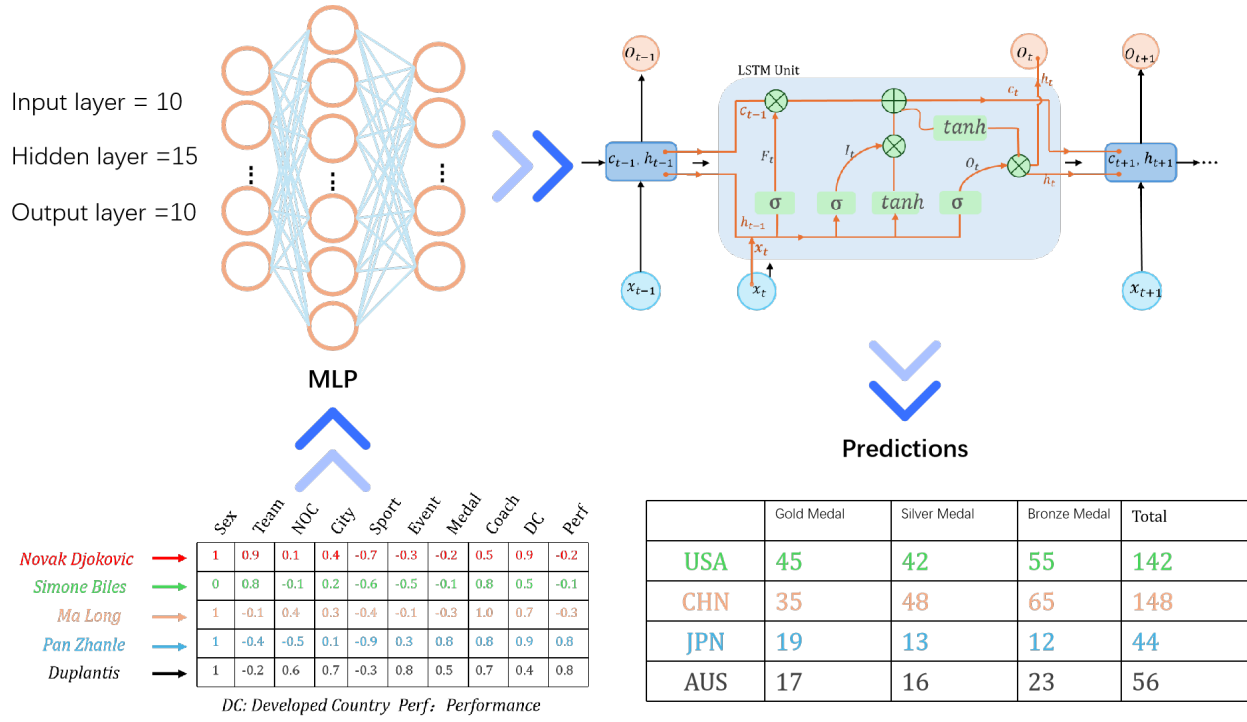 Input layer = 10
Hidden layer =15
Output layer =10
MLP
LSTM Unit
O_{t-1}
O_t
O_{t+1}
h_t
c_{t-1}
c_t
tanh
F_t
I_t
O_t
c_{t-1}, h_{t-1}
c_{t+1}, h_{t+1}
...
h_t
σ
σ
tanh
σ
h_{t-1}
x_t
x_{t-1}
x_t
x_{t+1}
Predictions
Sex Team NOC City Sport Event Medal Coach DC Perf
Novak Djokovic 1 0.9 0.1 0.4 -0.7 -0.3 -0.2 0.5 0.9 -0.2
Simone Biles 0 0.8 -0.1 0.2 -0.6 -0.5 -0.1 0.8 0.5 -0.1
Ma Long 1 -0.1 0.4 0.3 -0.4 -0.1 -0.3 1.0 0.7 -0.3
Pan Zhanle 1 -0.4 -0.5 0.1 -0.9 0.3 0.8 0.8 0.9 0.8
Duplantis 1 -0.2 0.6 0.7 -0.3 0.8 0.5 0.7 0.4 0.8
DC: Developed Country Perf: Performance
Gold Medal Silver Medal Bronze Medal Total
USA 45 42 55 142
CHN 35 48 65 148
JPN 19 13 12 44
AUS 17 16 23 56